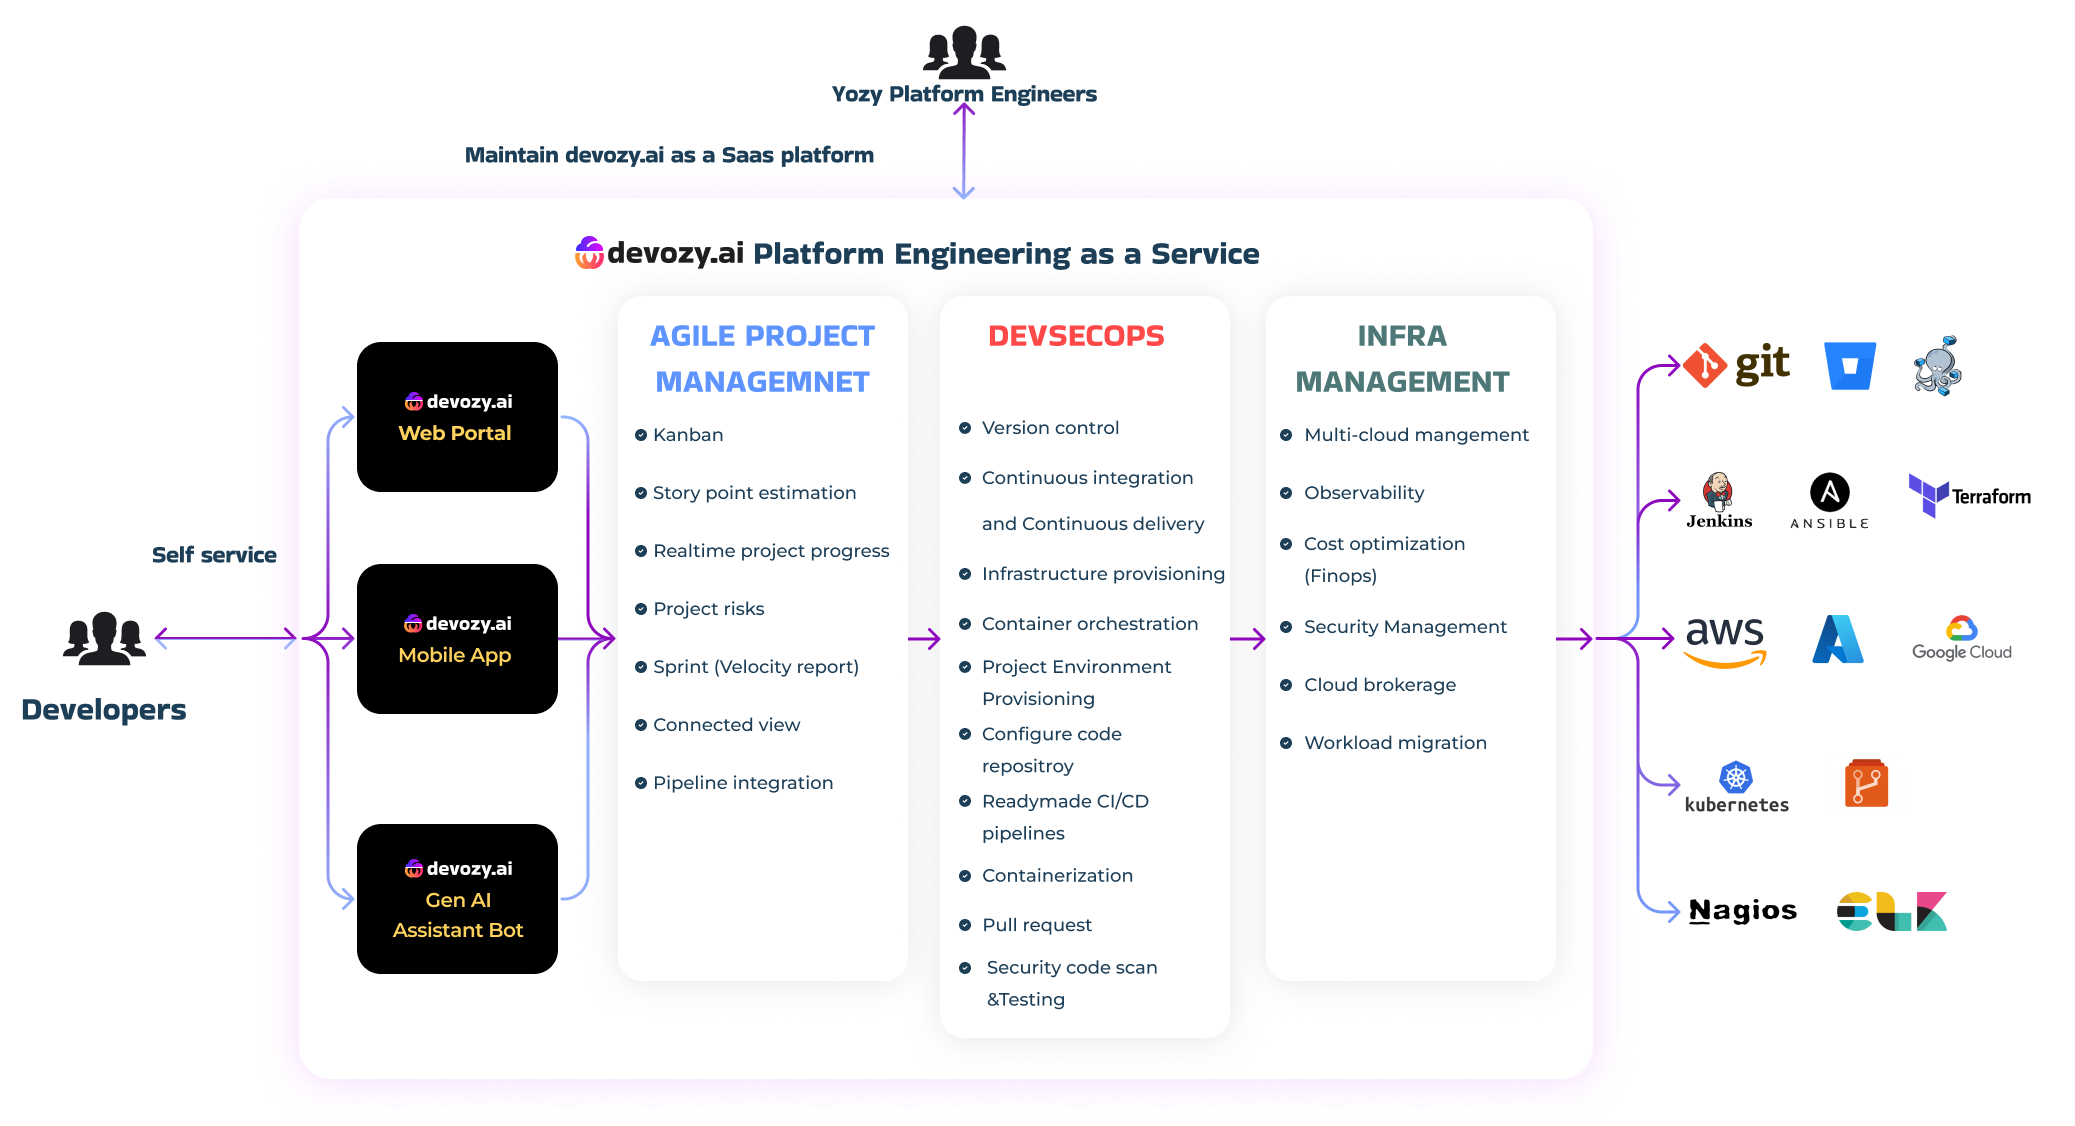 Yozy Platform Engineers
Maintain devozy.ai as a Saas platform
devozy.ai Platform Engineering as a Service
Self service
Developers
devozy.ai
Web Portal
devozy.ai
Mobile App
devozy.ai
Gen AI
Assistant Bot
AGILE PROJECT
MANAGEMNET
Kanban
Story point estimation
Realtime project progress
Project risks
Sprint (Velocity report)
Connected view
Pipeline integration
DEVSECOPS
Version control
Continuous integration
and Continuous delivery
Infrastructure provisioning
Container orchestration
Project Environment
Provisioning
Configure code
repositroy
Readymade CI/CD
pipelines
Containerization
Pull request
Security code scan
&Testing
INFRA
MANAGEMENT
Multi-cloud mangement
Observability
Cost optimization
(Finops)
Security Management
Cloud brokerage
Workload migration
git
Jenkins
ANSIBLE
Terraform
aws
Google Cloud
kubernetes
Nagios
ELK